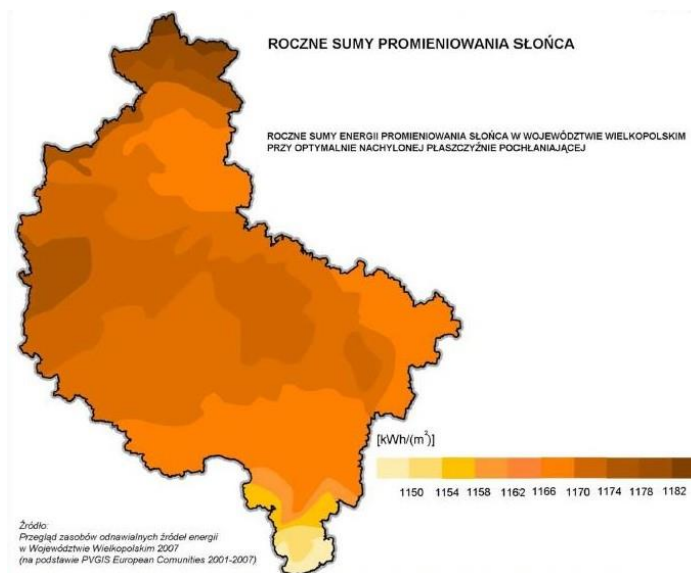 ROCZNE SUMY PROMIENIOWANIA SŁOŃCA
ROCZNE SUMY ENERGII PROMIENIOWANIA SŁOŃCA W WOJEWÓDZTWIE WIELKOPOLSKIM
PRZY OPTYMALNIE NACHYLONEJ PŁASZCZYŹNIE POCHŁANIAJĄCEJ
[kWh/(m³)]
1150 1154 1158 1162 1166 1170 1174 1178 1182
Źródło:
Przegląd zasobów odnawialnych źródeł energii
w Województwie Wielkopolskim 2007
(na podstawie PVGIS European Comunities 2001-2007)